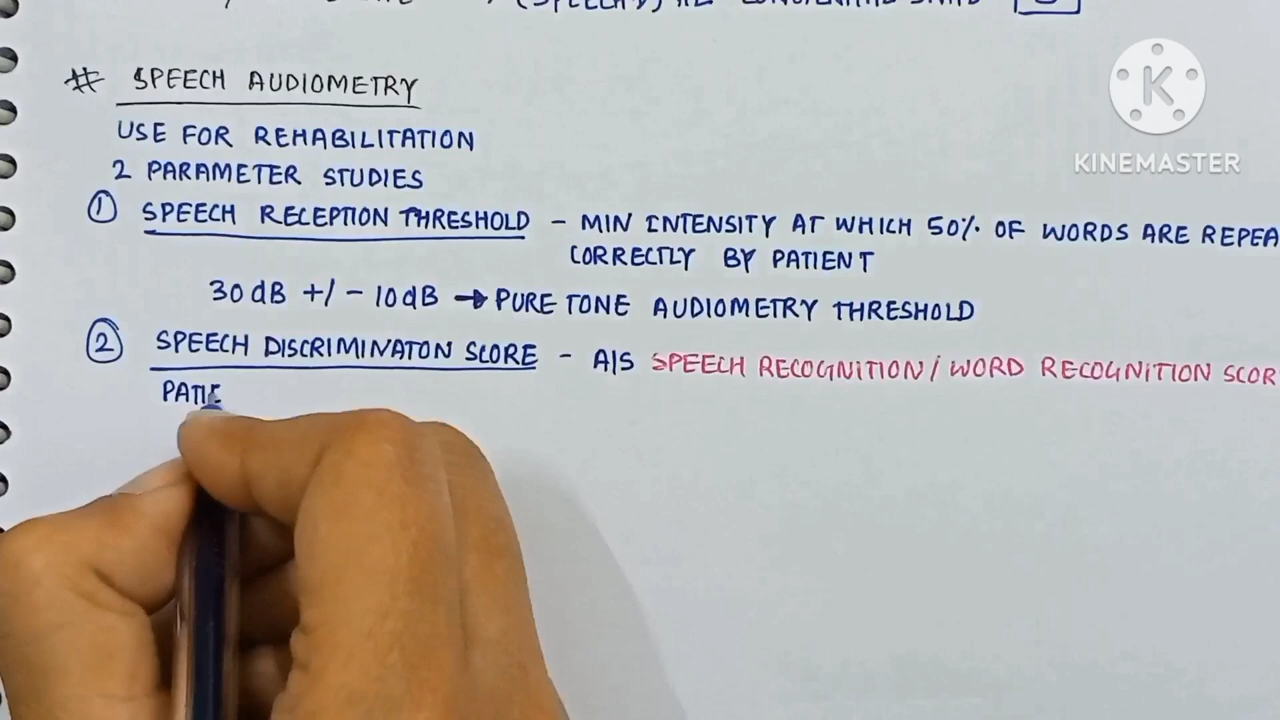 # SPEECH AUDIOMETRY
USE FOR REHABILITATION
2 PARAMETER STUDIES
① SPEECH RECEPTION THRESHOLD - MIN INTENSITY AT WHICH 50% OF WORDS ARE REPEA
CORRECTLY BY PATIENT
30 dB +/- 10dB → PURE TONE AUDIOMETRY THRESHOLD
② SPEECH DISCRIMINATON SCORE - A/S SPEECH RECOGNITION / WORD RECOGNITION SCOR
PATIE
K
KINEMASTER